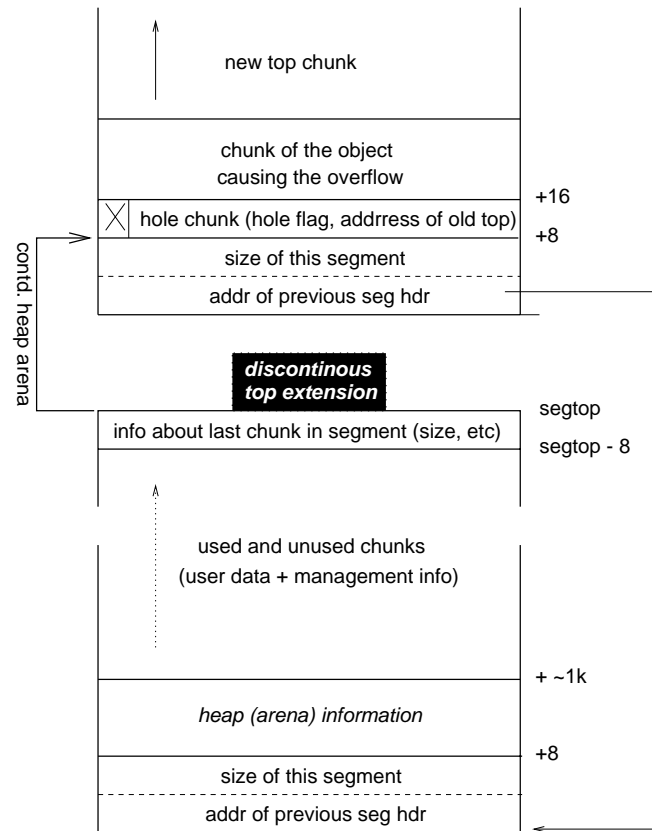 new top chunk
chunk of the object
causing the overflow
+16
hole chunk (hole flag, addrress of old top)
+8
size of this segment
addr of previous seg hdr
contd. heap arena
discontinous
top extension
segtop
info about last chunk in segment (size, etc)
segtop - 8
used and unused chunks
(user data + management info)
+ ~1k
heap (arena) information
+8
size of this segment
addr of previous seg hdr